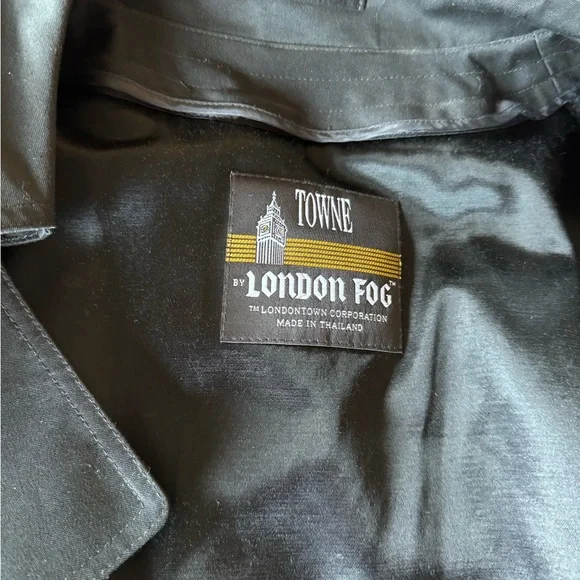 TOWNE
BY LONDON FOG™
TM LONDONTOWN CORPORATION
MADE IN THAILAND